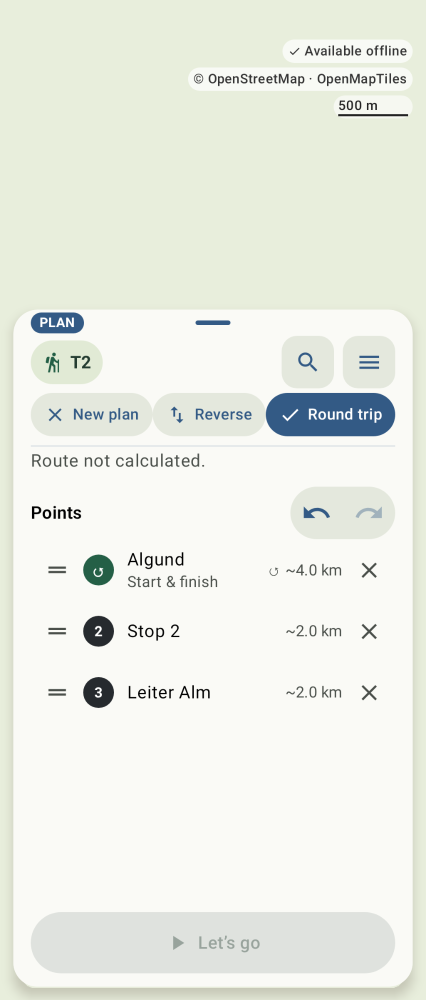 Available offline
© OpenStreetMap · OpenMapTiles
500 m
PLAN
T2
New plan
Reverse
Round trip
Route not calculated.
Points
Algund
Start & finish
~4.0 km
2
Stop 2
~2.0 km
3
Leiter Alm
~2.0 km
Let's go